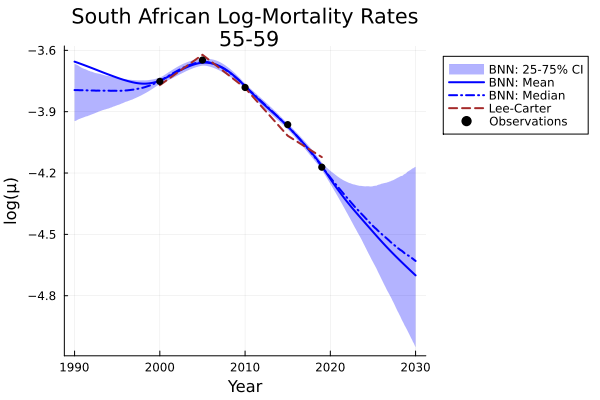 South African Log-Mortality Rates
55-59
−3.6
−3.9
−4.2
−4.5
−4.8
log(μ)
1990
2000
2010
2020
2030
Year
BNN: 25-75% CI
BNN: Mean
BNN: Median
Lee-Carter
Observations